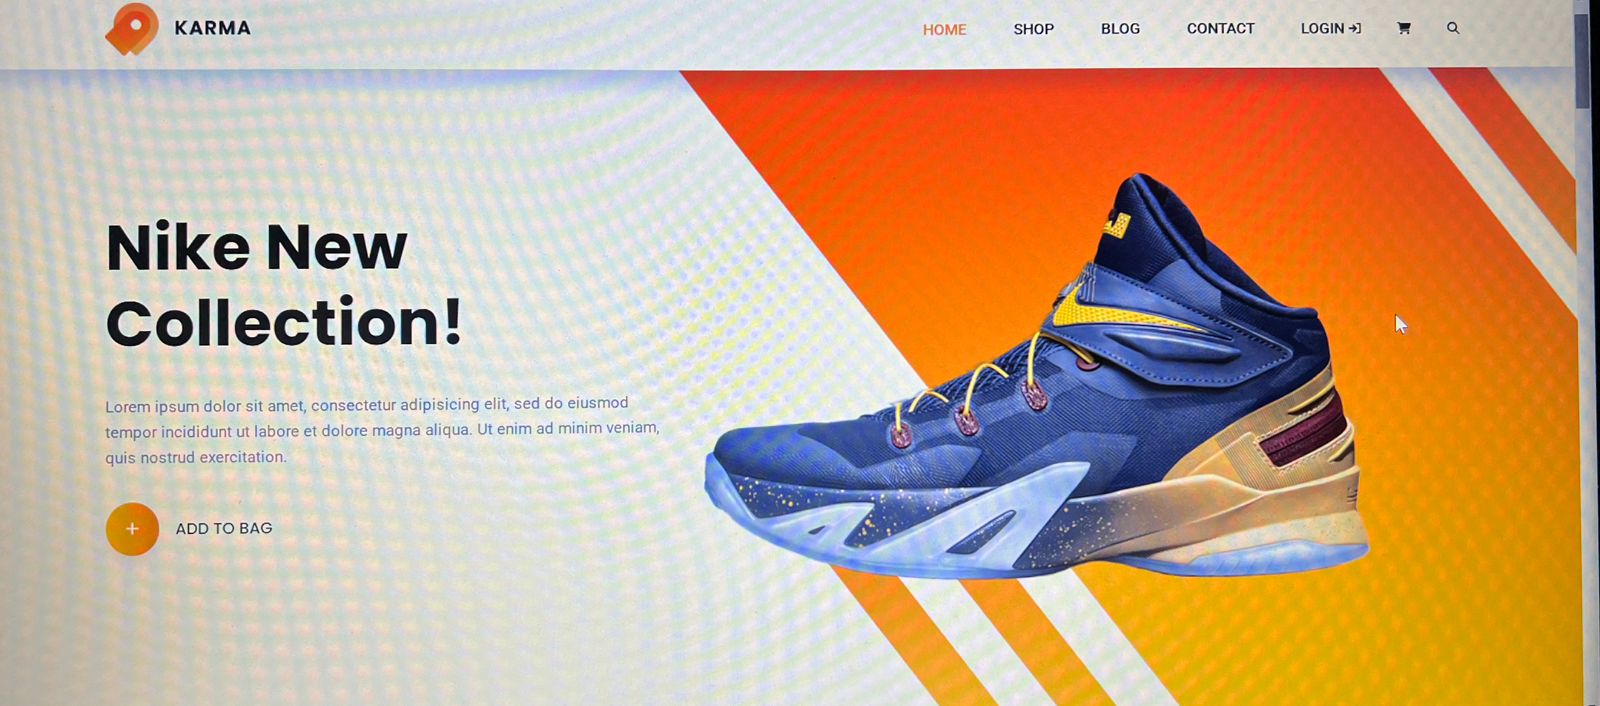 KARMA
HOME SHOP BLOG CONTACT LOGIN
Nike New
Collection!
Lorem ipsum dolor sit amet, consectetur adipisicing elit, sed do eiusmod
tempor incididunt ut labore et dolore magna aliqua. Ut enim ad minim veniam,
quis nostrud exercitation.
+ ADD TO BAG